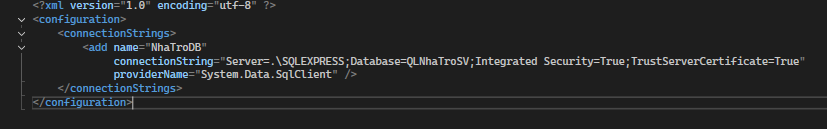 <?xml version="1.0" encoding="utf-8" ?>
<configuration>
<connectionStrings>
<add name="NhaTroDB"
connectionString="Server=.\SQLEXPRESS;Database=QLNhaTroSV;Integrated Security=True;TrustServerCertificate=True"
providerName="System.Data.SqlClient" />
</connectionStrings>
</configuration>